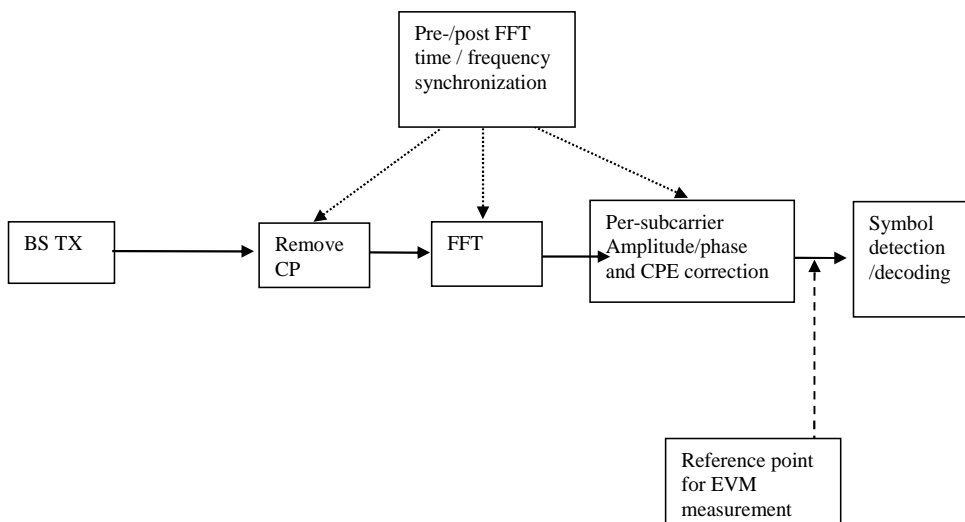 Pre-/post FFT
time / frequency
synchronization
BS TX
Remove
CP
FFT
Per-subcarrier
Amplitude/phase
and CPE correction
Symbol
detection
/decoding
Reference point
for EVM
measurement